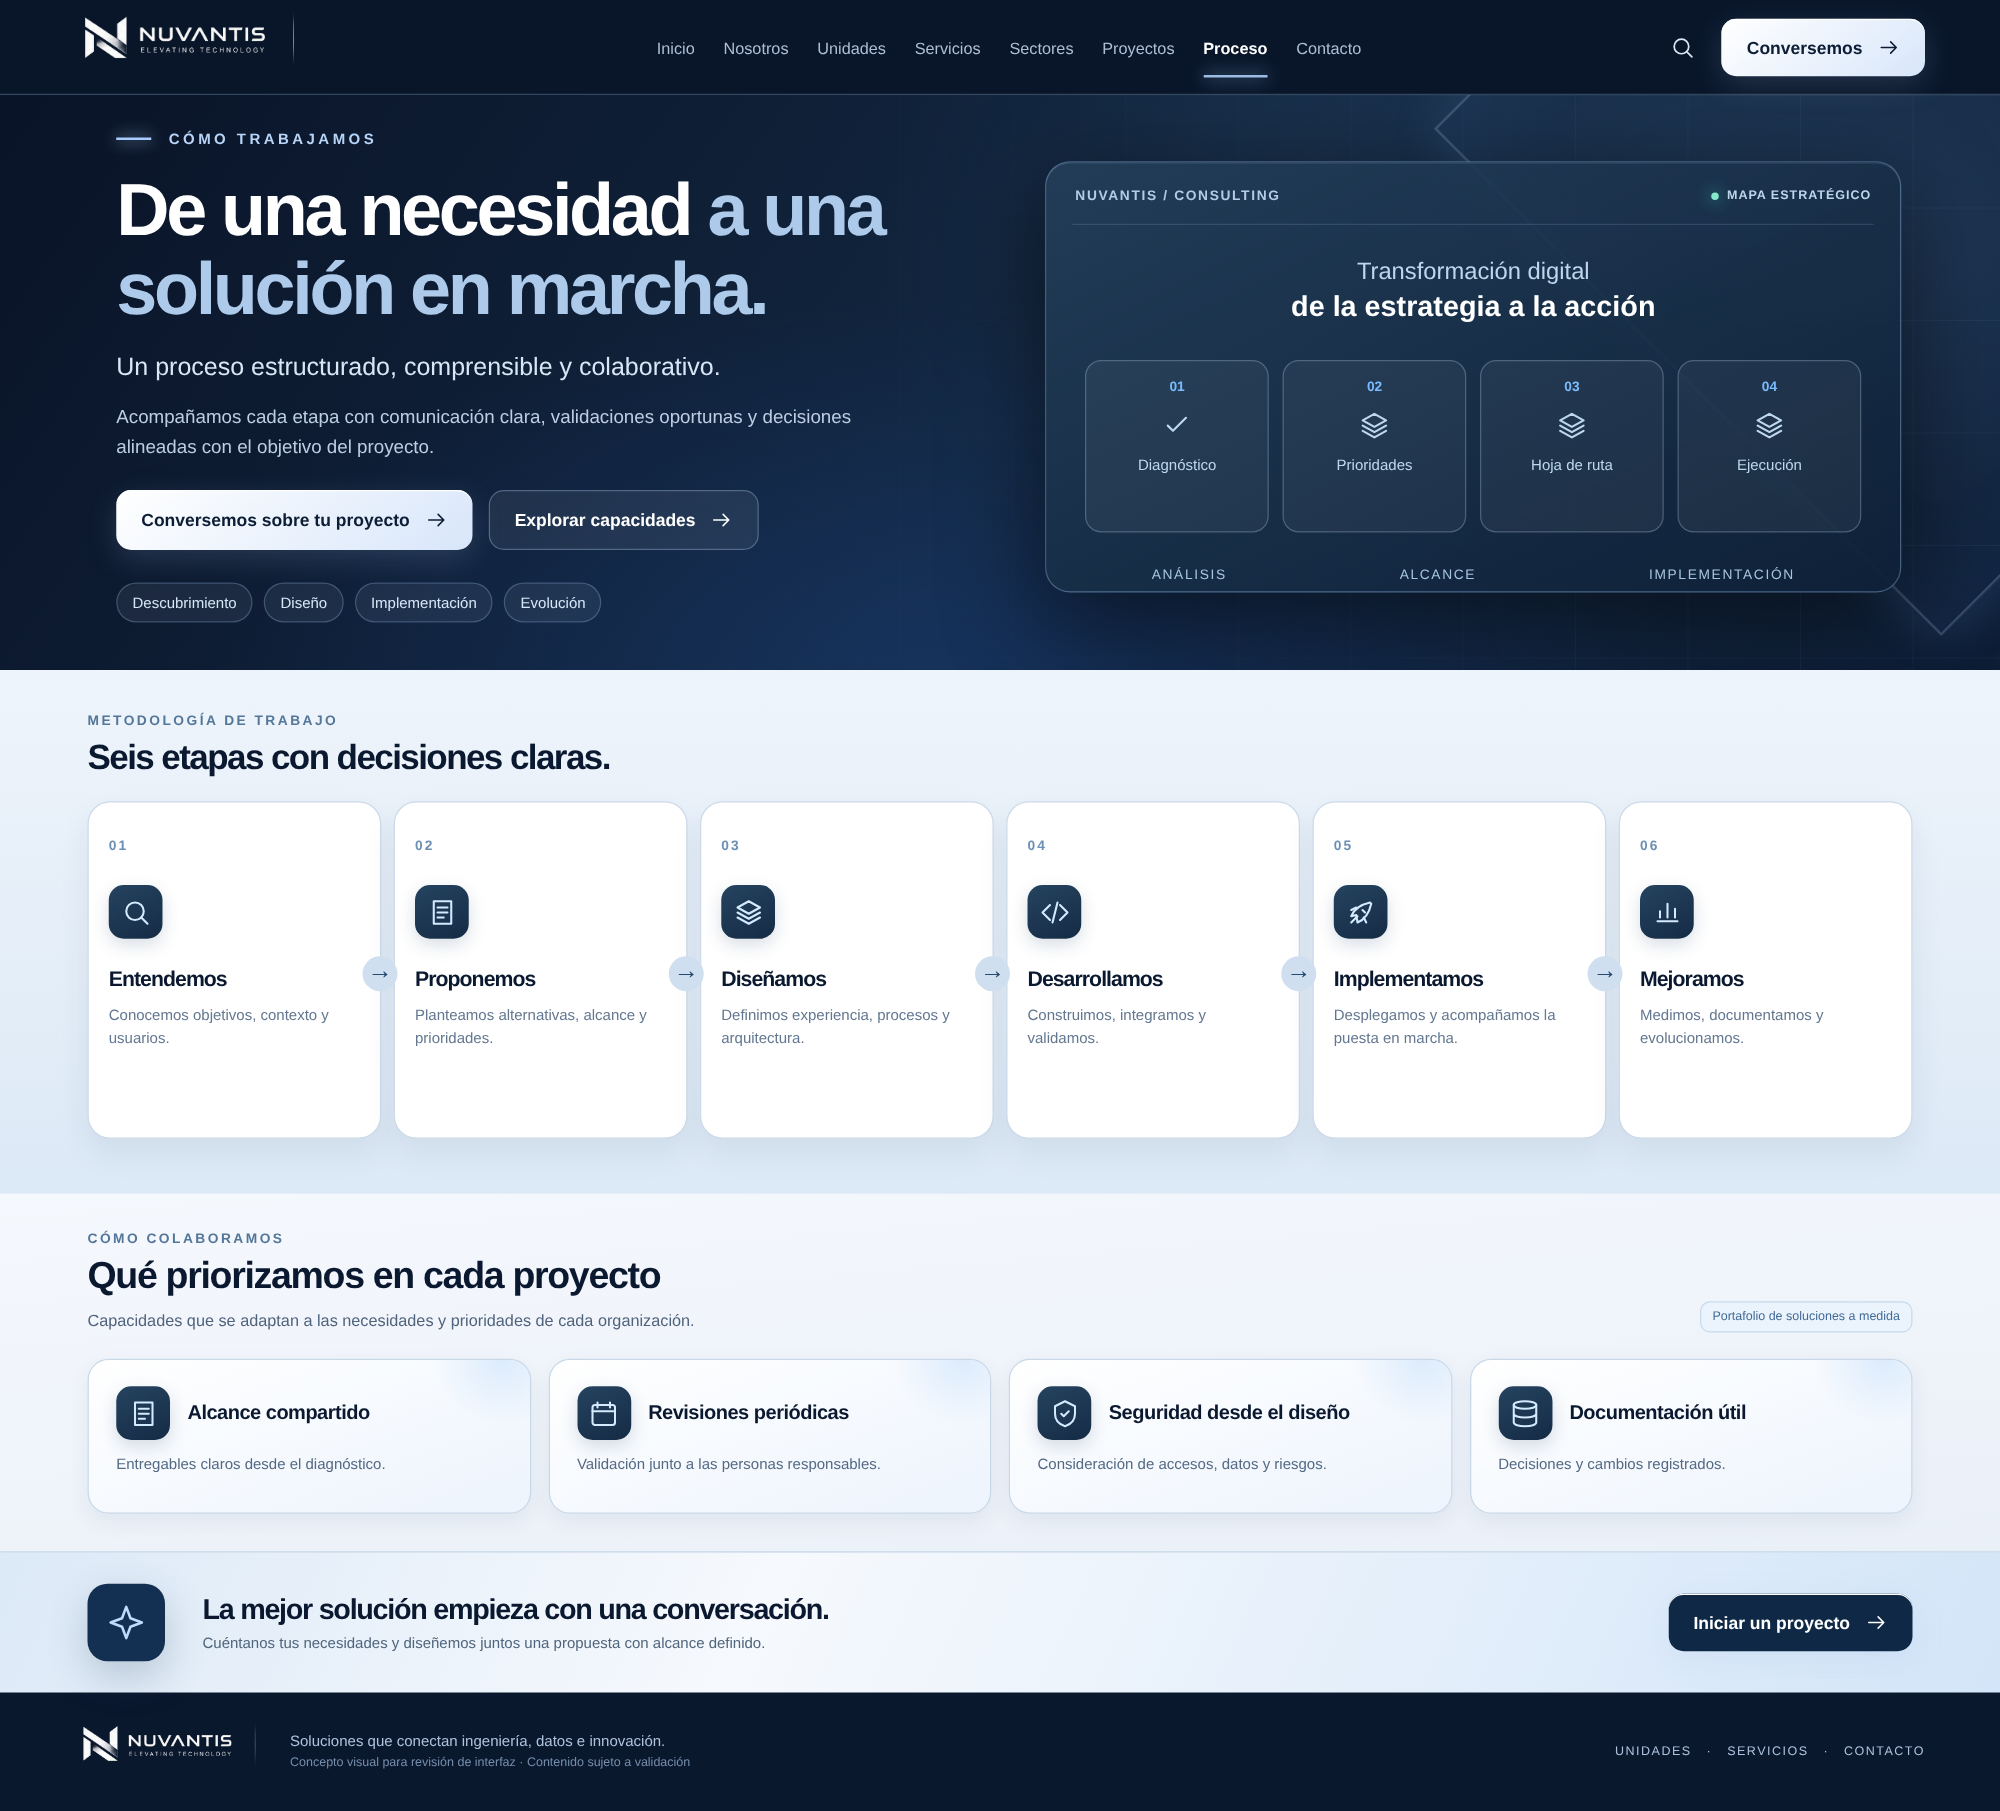 NUVANTIS
ELEVATING TECHNOLOGY
Inicio Nosotros Unidades Servicios Sectores Proyectos Proceso Contacto
Conversemos →
CÓMO TRABAJAMOS
De una necesidad a una
solución en marcha.
Un proceso estructurado, comprensible y colaborativo.
Acompañamos cada etapa con comunicación clara, validaciones oportunas y decisiones
alineadas con el objetivo del proyecto.
Conversemos sobre tu proyecto →
Explorar capacidades →
Descubrimiento Diseño Implementación Evolución
NUVANTIS / CONSULTING
MAPA ESTRATÉGICO
Transformación digital
de la estrategia a la acción
01 02 03 04
Diagnóstico Prioridades Hoja de ruta Ejecución
ANÁLISIS ALCANCE IMPLEMENTACIÓN
METODOLOGÍA DE TRABAJO
Seis etapas con decisiones claras.
01
Entendemos
Conocemos objetivos, contexto y
usuarios.
→
02
Proponemos
Planteamos alternativas, alcance y
prioridades.
→
03
Diseñamos
Definimos experiencia, procesos y
arquitectura.
→
04
Desarrollamos
Construimos, integramos y
validamos.
→
05
Implementamos
Desplegamos y acompañamos la
puesta en marcha.
→
06
Mejoramos
Medimos, documentamos y
evolucionamos.
CÓMO COLABORAMOS
Qué priorizamos en cada proyecto
Capacidades que se adaptan a las necesidades y prioridades de cada organización.
Portafolio de soluciones a medida
Alcance compartido
Entregables claros desde el diagnóstico.
Revisiones periódicas
Validación junto a las personas responsables.
Seguridad desde el diseño
Consideración de accesos, datos y riesgos.
Documentación útil
Decisiones y cambios registrados.
La mejor solución empieza con una conversación.
Cuéntanos tus necesidades y diseñemos juntos una propuesta con alcance definido.
Iniciar un proyecto →
NUVANTIS
ELEVATING TECHNOLOGY
Soluciones que conectan ingeniería, datos e innovación.
Concepto visual para revisión de interfaz · Contenido sujeto a validación
UNIDADES · SERVICIOS · CONTACTO